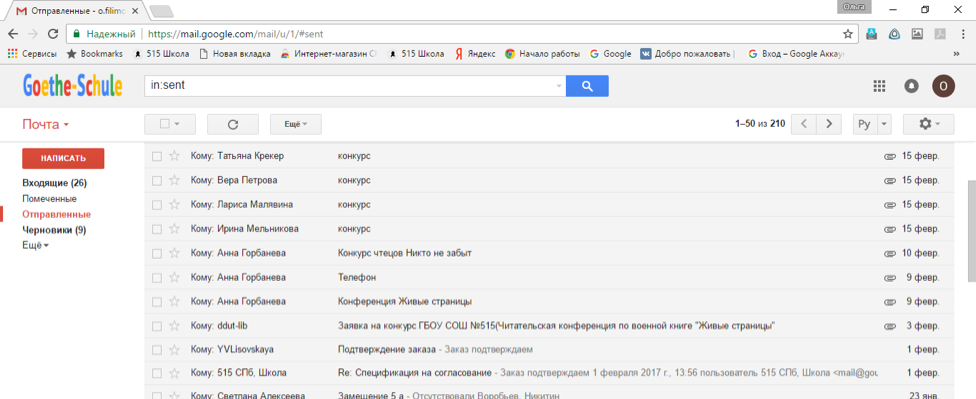 Ольга
Отправленные - o.filimo
Надежный https://mail.google.com/mail/u/1/#sent
Сервисы Bookmarks 515 Школа Новая вкладка Интернет-магазин С 515 Школа Яндекс Начало работы Google Добро пожаловать | Вход – Google Аккау »
Goethe-Schule in:sent О
Почта Ещё 1–50 из 210 Ру
НАПИСАТЬ
Входящие (26)
Помеченные
Отправленные
Черновики (9)
Ещё
Кому: Татьяна Крекер конкурс 15 февр.
Кому: Вера Петрова конкурс 15 февр.
Кому: Лариса Малявина конкурс 15 февр.
Кому: Ирина Мельникова конкурс 15 февр.
Кому: Анна Горбанева Конкурс чтецов Никто не забыт 10 февр.
Кому: Анна Горбанева Телефон 9 февр.
Кому: Анна Горбанева Конференция Живые страницы 9 февр.
Кому: ddut-lib Заявка на конкурс ГБОУ СОШ №515(Читательская конференция по военной книге "Живые страницы" 3 февр.
Кому: YVLisovskaya Подтверждение заказа - Заказ подтверждаем 1 февр.
Кому: 515 СПб, Школа Re: Спецификация на согласование - Заказ подтверждаем 1 февраля 2017 г., 13:56 пользователь 515 СПб, Школа <mail@gou 1 февр.
Кому: Светлана Алексеева Замещение 5 а - Отсутствовали Воробьев, Никитин 23 янв.